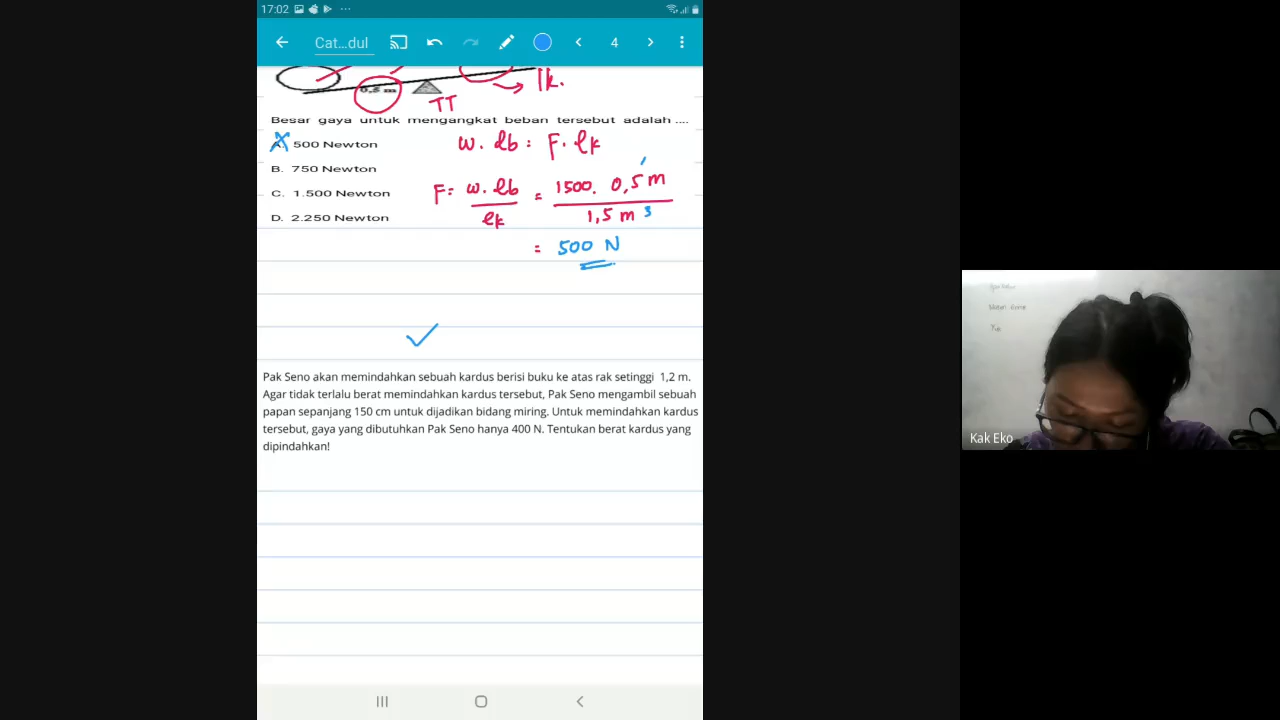 17:02
Cat...dul
4
0,5 m
lk.
TT
Besar gaya untuk mengangkat beban tersebut adalah ....
A. 500 Newton
w. lb = F. lk
B. 750 Newton
F = w. lb / lk = 1500. 0,5 m / 1,5 m 3
C. 1.500 Newton
D. 2.250 Newton
= 500 N
Pak Seno akan memindahkan sebuah kardus berisi buku ke atas rak setinggi 1,2 m.
Agar tidak terlalu berat memindahkan kardus tersebut, Pak Seno mengambil sebuah
papan sepanjang 150 cm untuk dijadikan bidang miring. Untuk memindahkan kardus
tersebut, gaya yang dibutuhkan Pak Seno hanya 400 N. Tentukan berat kardus yang
dipindahkan!
Kak Eko